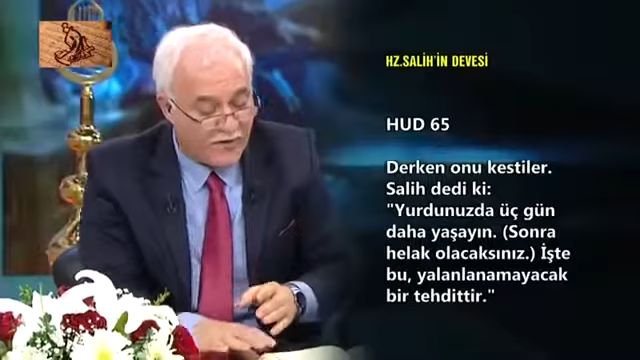 HZ.SALİH'İN DEVESİ
HUD 65
Derken onu kestiler.
Salih dedi ki:
"Yurdunuzda üç gün
daha yaşayın. (Sonra
helak olacaksınız.) İşte
bu, yalanlanamayacak
bir tehdittir."